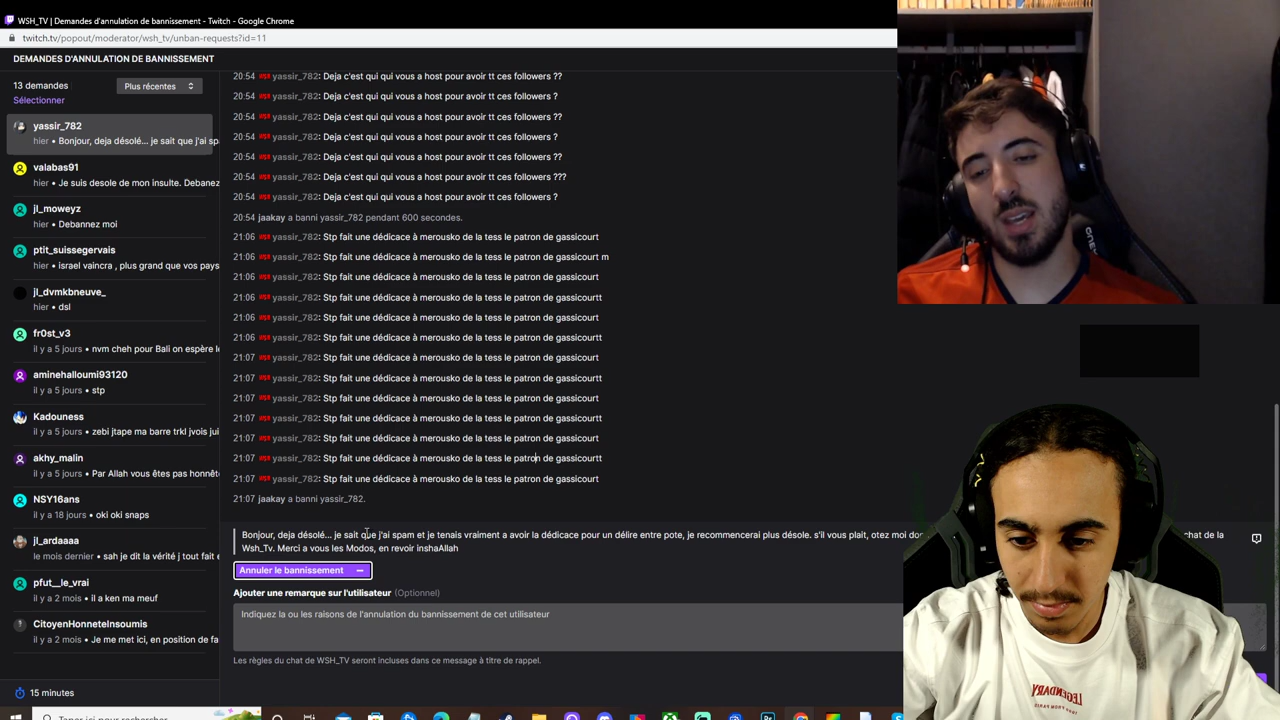 WSH_TV | Demandes d'annulation de bannissement - Twitch - Google Chrome
twitch.tv/popout/moderator/wsh_tv/unban-requests?id=11
DEMANDES D'ANNULATION DE BANNISSEMENT
13 demandes
Plus récentes
Sélectionner
yassir_782
hier • Bonjour, deja désolé... je sait que j'ai sp
valabas91
hier • Je suis desole de mon insulte. Debanez
jl_moweyz
hier • Debannez moi
ptit_suissegervais
hier • israel vaincra , plus grand que vos pays
jl_dvmkbneuve_
hier • dsl
fr0st_v3
il y a 5 jours • nvm cheh pour Bali on espère l
aminehalloumi93120
il y a 5 jours • stp
Kadouness
il y a 5 jours • zebi jtape ma barre trkl jvois jui
akhy_malin
il y a 5 jours • Par Allah vous êtes pas honnêt
NSY16ans
il y a 18 jours • oki oki snaps
jl_ardaaaa
le mois dernier • sah je dit la vérité j tout fait
pfut__le_vrai
il y a 2 mois • il a ken ma meuf
CitoyenHonneteInsoumis
il y a 2 mois • Je me met ici, en position de fa
15 minutes
20:54 yassir_782: Deja c'est qui qui vous a host pour avoir tt ces followers ??
20:54 yassir_782: Deja c'est qui qui vous a host pour avoir tt ces followers ?
20:54 yassir_782: Deja c'est qui qui vous a host pour avoir tt ces followers ??
20:54 yassir_782: Deja c'est qui qui vous a host pour avoir tt ces followers ?
20:54 yassir_782: Deja c'est qui qui vous a host pour avoir tt ces followers ??
20:54 yassir_782: Deja c'est qui qui vous a host pour avoir tt ces followers ???
20:54 yassir_782: Deja c'est qui qui vous a host pour avoir tt ces followers ?
20:54 jaakay a banni yassir_782 pendant 600 secondes.
21:06 yassir_782: Stp fait une dédicace à merousko de la tess le patron de gassicourt
21:06 yassir_782: Stp fait une dédicace à merousko de la tess le patron de gassicourt m
21:06 yassir_782: Stp fait une dédicace à merousko de la tess le patron de gassicourt
21:06 yassir_782: Stp fait une dédicace à merousko de la tess le patron de gassicourtt
21:06 yassir_782: Stp fait une dédicace à merousko de la tess le patron de gassicourt
21:06 yassir_782: Stp fait une dédicace à merousko de la tess le patron de gassicourtt
21:07 yassir_782: Stp fait une dédicace à merousko de la tess le patron de gassicourt
21:07 yassir_782: Stp fait une dédicace à merousko de la tess le patron de gassicourtt
21:07 yassir_782: Stp fait une dédicace à merousko de la tess le patron de gassicourt
21:07 yassir_782: Stp fait une dédicace à merousko de la tess le patron de gassicourtt
21:07 yassir_782: Stp fait une dédicace à merousko de la tess le patron de gassicourt
21:07 yassir_782: Stp fait une dédicace à merousko de la tess le patron de gassicourtt
21:07 yassir_782: Stp fait une dédicace à merousko de la tess le patron de gassicourt
21:07 jaakay a banni yassir_782.
Bonjour, deja désolé... je sait que j'ai spam et je tenais vraiment a avoir la dédicace pour un délire entre pote, je recommencerai plus désole. s'il vous plait, otez moi chat de la
Wsh_Tv. Merci a vous les Modos, en revoir inshaAllah
Annuler le bannissement
Ajouter une remarque sur l'utilisateur (Optionnel)
Indiquez la ou les raisons de l'annulation du bannissement de cet utilisateur
Les règles du chat de WSH_TV seront incluses dans ce message à titre de rappel.
Taper ici pour rechercher
LEGENDARY